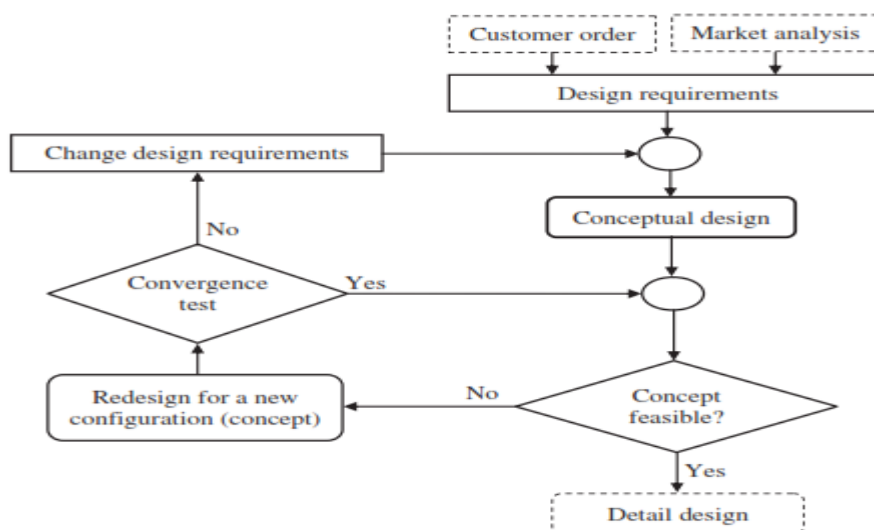 Customer order
Market analysis
Design requirements
Change design requirements
Conceptual design
No
Convergence
test
Yes
Redesign for a new
configuration (concept)
No
Concept
feasible?
Yes
Detail design